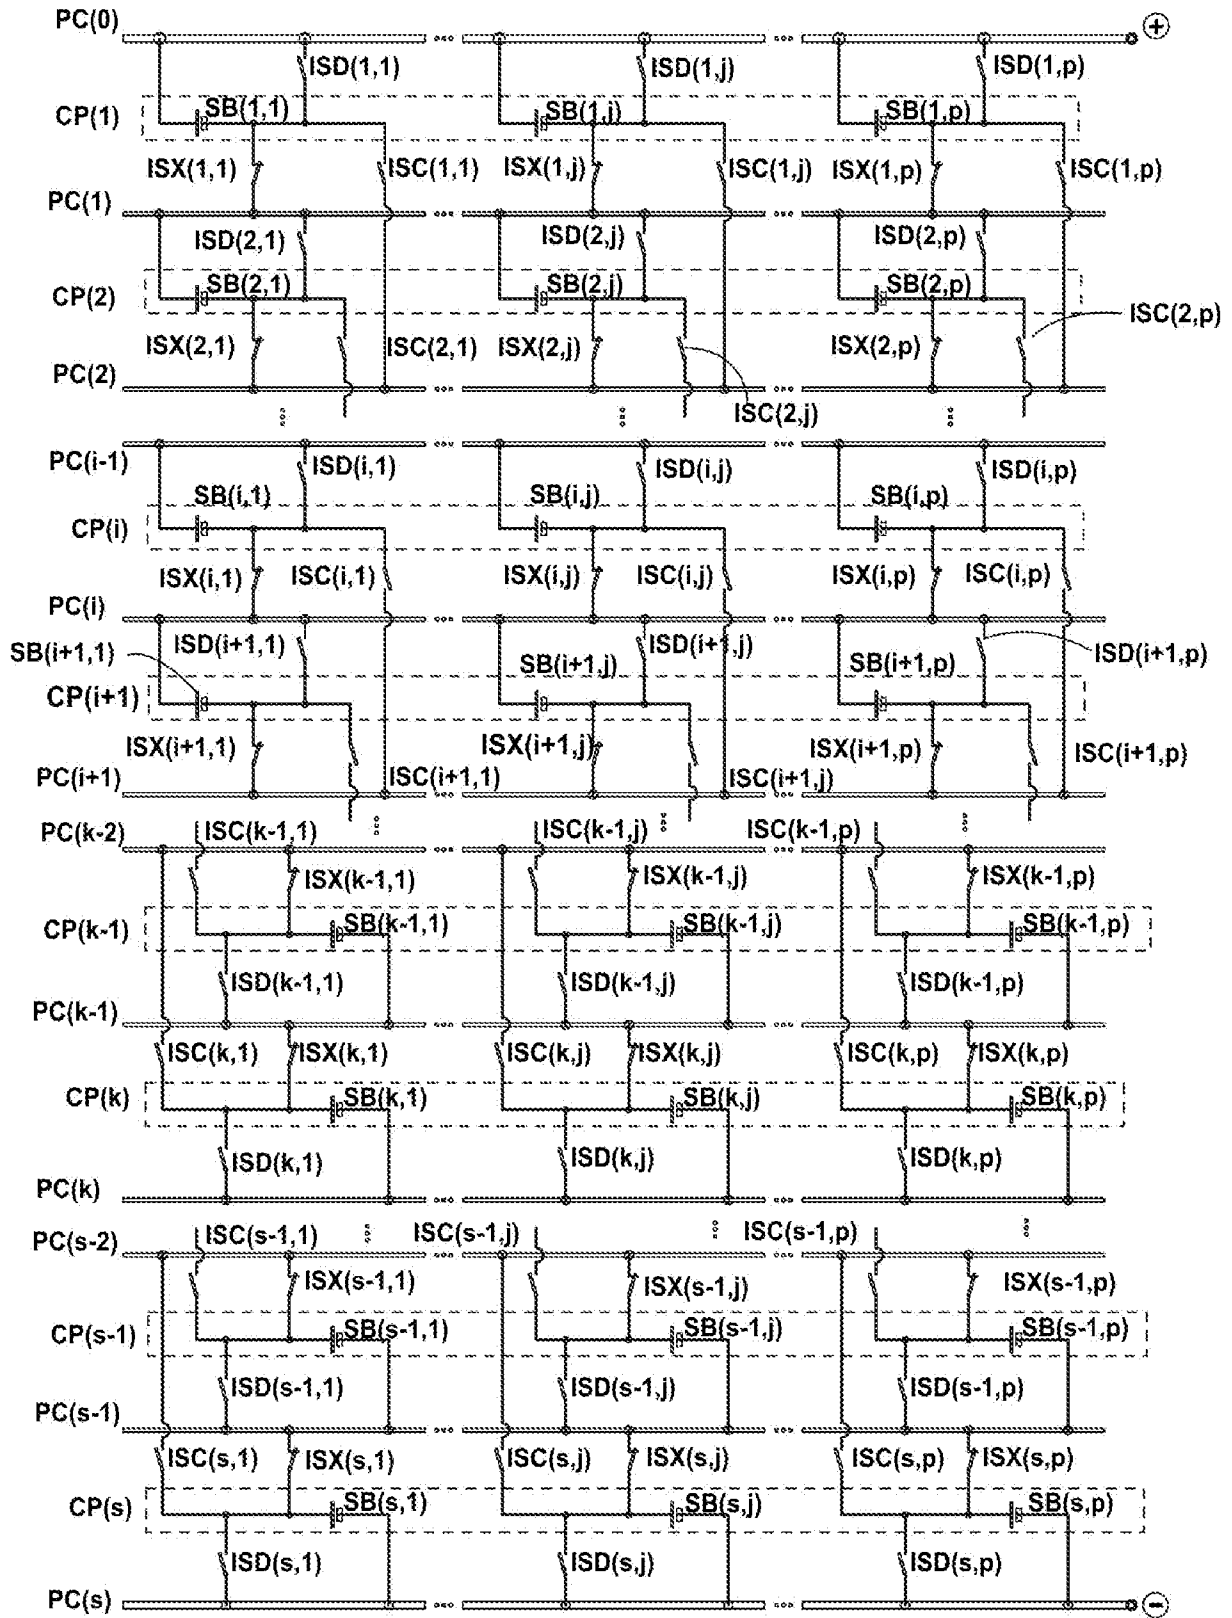 PC(0) ⊕
ISD(1,1) ISD(1,j) ISD(1,p)
CP(1) SB(1,1) SB(1,j) SB(1,p)
ISX(1,1) ISC(1,1) ISX(1,j) ISC(1,j) ISX(1,p) ISC(1,p)
PC(1)
ISD(2,1) ISD(2,j) ISD(2,p)
CP(2) SB(2,1) SB(2,j) SB(2,p)
ISC(2,p)
ISX(2,1) ISC(2,1) ISX(2,j) ISX(2,p)
PC(2)
ISC(2,j)
PC(i-1) ISD(i,1) ISD(i,j) ISD(i,p)
SB(i,1) SB(i,j) SB(i,p)
CP(i)
ISX(i,1) ISC(i,1) ISX(i,j) ISC(i,j) ISX(i,p) ISC(i,p)
PC(i)
SB(i+1,1) ISD(i+1,1) SB(i+1,j) ISD(i+1,j) SB(i+1,p) ISD(i+1,p)
CP(i+1)
ISX(i+1,1) ISX(i+1,j) ISX(i+1,p) ISC(i+1,p)
PC(i+1) ISC(i+1,1) ISC(i+1,j)
PC(k-2) ISC(k-1,1) ISC(k-1,j) ISC(k-1,p)
ISX(k-1,1) ISX(k-1,j) ISX(k-1,p)
CP(k-1) SB(k-1,1) SB(k-1,j) SB(k-1,p)
ISD(k-1,1) ISD(k-1,j) ISD(k-1,p)
PC(k-1)
ISC(k,1) ISX(k,1) ISC(k,j) ISX(k,j) ISC(k,p) ISX(k,p)
CP(k) SB(k,1) SB(k,j) SB(k,p)
ISD(k,1) ISD(k,j) ISD(k,p)
PC(k)
PC(s-2) ISC(s-1,1) ISC(s-1,j) ISC(s-1,p)
ISX(s-1,1) ISX(s-1,j) ISX(s-1,p)
CP(s-1) SB(s-1,1) SB(s-1,j) SB(s-1,p)
ISD(s-1,1) ISD(s-1,j) ISD(s-1,p)
PC(s-1)
ISC(s,1) ISX(s,1) ISC(s,j) ISX(s,j) ISC(s,p) ISX(s,p)
CP(s) SB(s,1) SB(s,j) SB(s,p)
ISD(s,1) ISD(s,j) ISD(s,p)
PC(s) ⊖